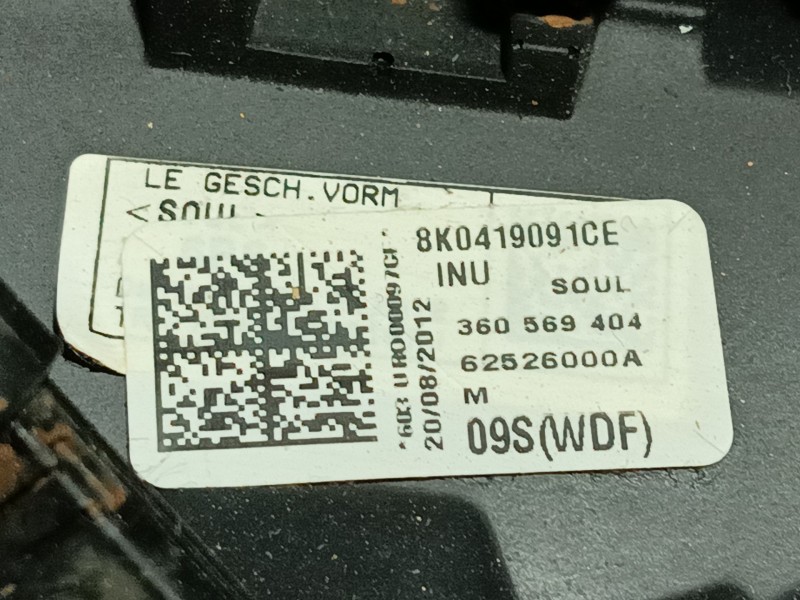 LE GESCH.VORM
<SOUL>
8K0419091CE
INU SOUL
360 569 404
62526000A
M
09S(WDF)
20/08/2012